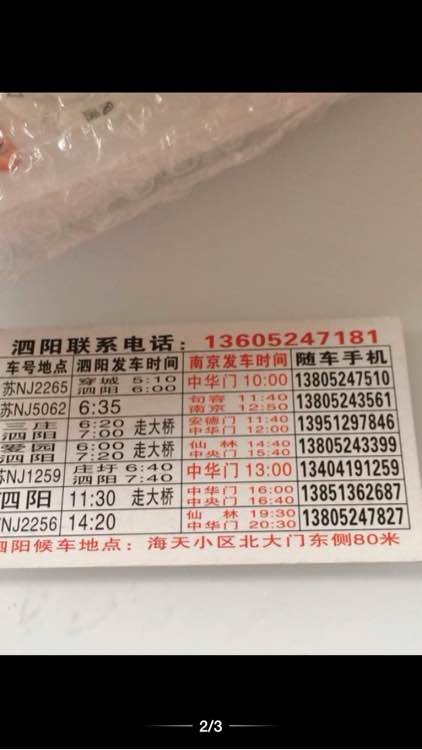 泗阳联系电话：13605247181
车号地点 泗阳发车时间 南京发车时间 随车手机
苏NJ2265 穿城 5:10 泗阳 6:00 中华门 10:00 13805247510
苏NJ5062 6:35 句容 11:40 南京 12:50 13805243561
三庄 泗阳 6:20 7:00 走大桥 安德门 11:40 中华门 12:00 13951297846
爱园 泗阳 6:20 7:20 走大桥 仙林 14:40 中央门 15:40 13805243399
苏NJ1259 庄圩 6:40 泗阳 7:40 中华门 13:00 13404191259
泗阳 11:30 走大桥 中华门 16:00 中央门 16:40 13851362687
NJ2256 14:20 仙林 19:30 中华门 20:30 13805247827
泗阳候车地点：海天小区北大门东侧80米
2/3